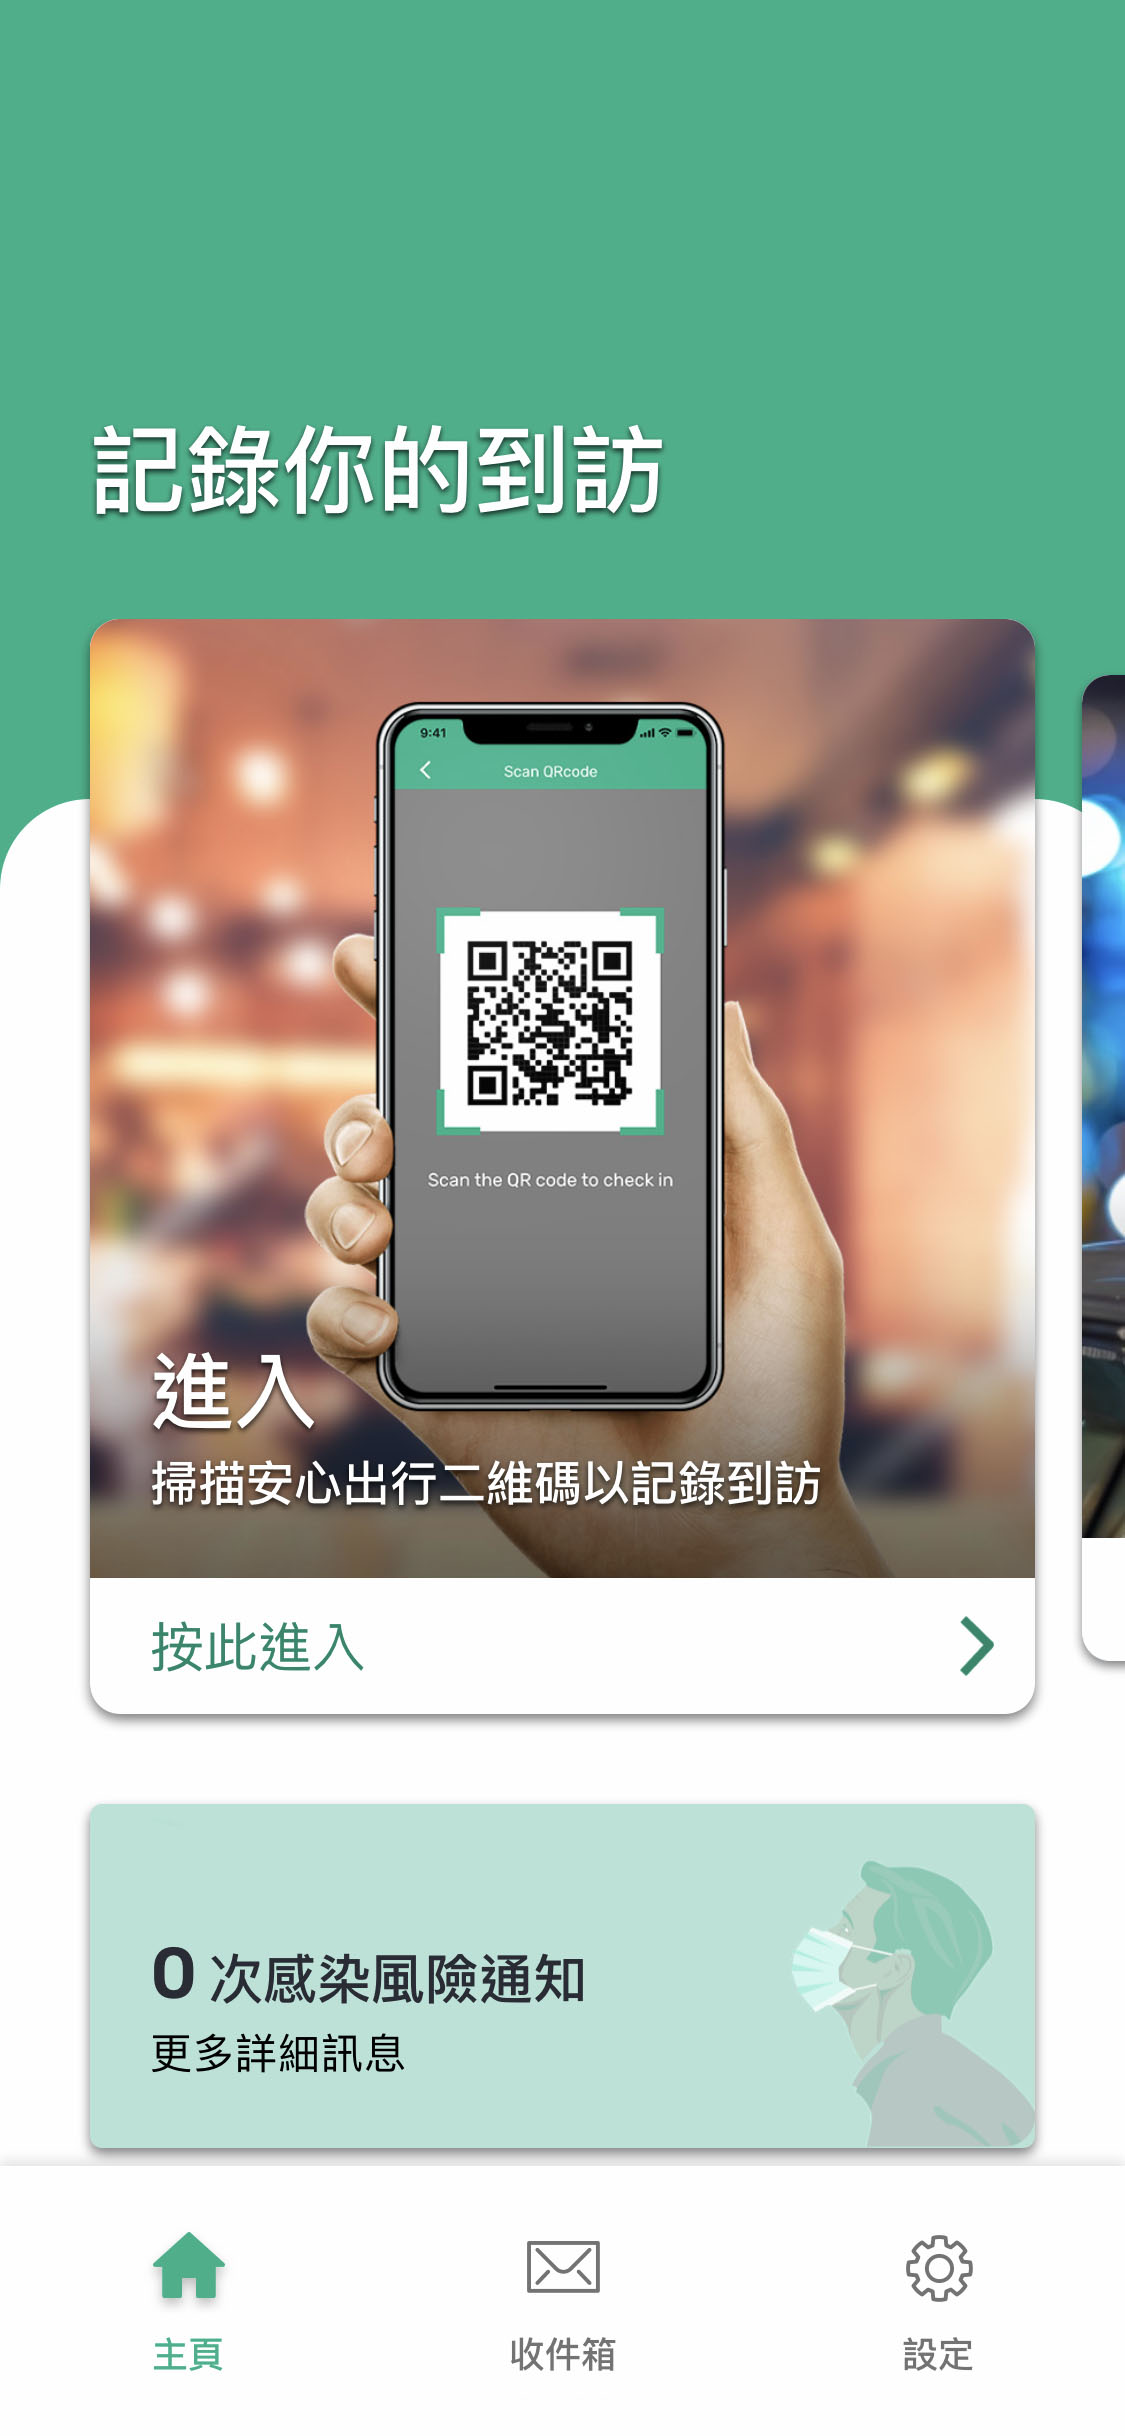 記錄你的到訪
9:41
Scan QRcode
Scan the QR code to check in
進入
掃描安心出行二維碼以記錄到訪
按此進入
0 次感染風險通知
更多詳細訊息
主頁
收件箱
設定